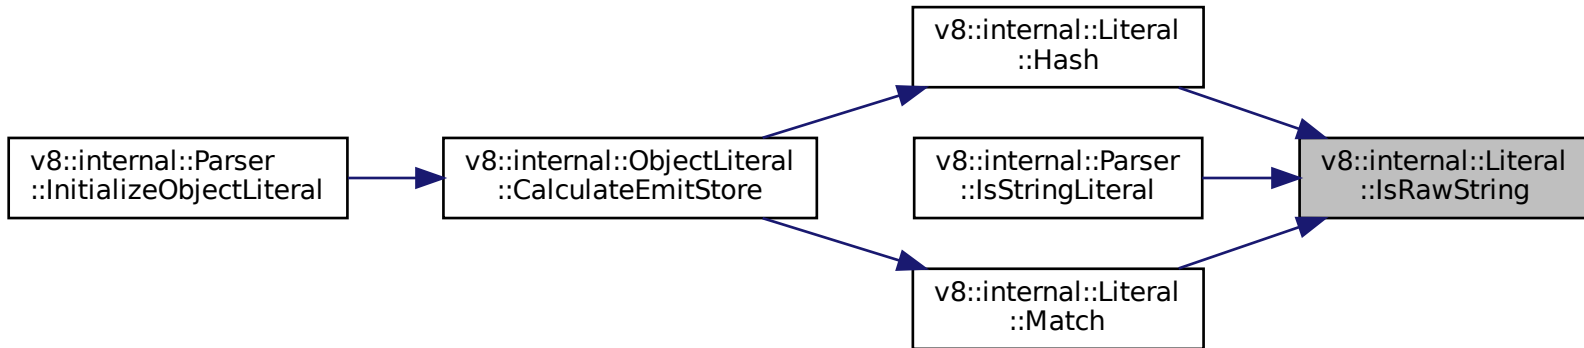 v8::internal::Parser
::InitializeObjectLiteral
v8::internal::ObjectLiteral
::CalculateEmitStore
v8::internal::Literal
::Hash
v8::internal::Parser
::IsStringLiteral
v8::internal::Literal
::Match
v8::internal::Literal
::IsRawString